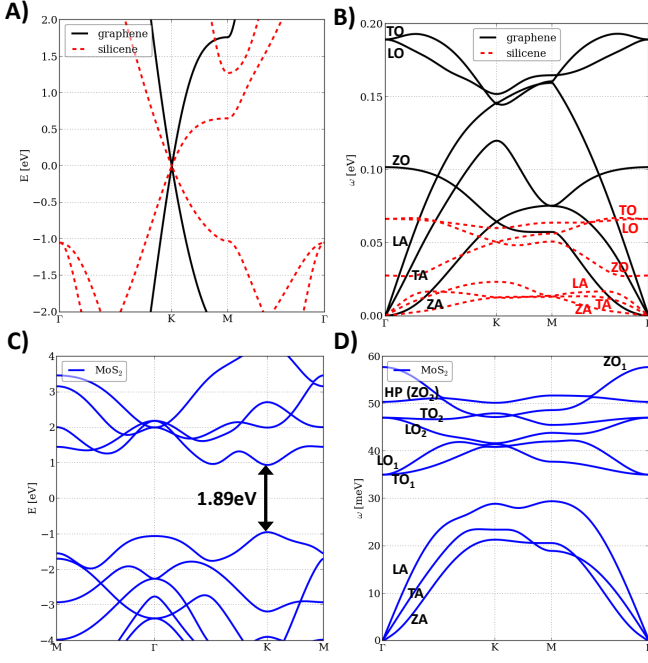 A)
graphene
silicene
E [eV]
2.0
1.5
1.0
0.5
0.0
−0.5
−1.0
−1.5
−2.0
Γ
K
M
Γ
B)
graphene
silicene
ω [eV]
0.20
0.15
0.10
0.05
0.00
TO
LO
ZO
LA
TA
ZA
TO
LO
ZO
LA
ZA
TA
Γ
K
M
Γ
C)
MoS2
E [eV]
4
3
2
1
0
−1
−2
−3
−4
1.89eV
M
Γ
K
M
D)
MoS2
ω [meV]
60
50
40
30
20
10
0
ZO1
HP (ZO2)
TO2
LO2
LO1
TO1
LA
TA
ZA
Γ
K
M